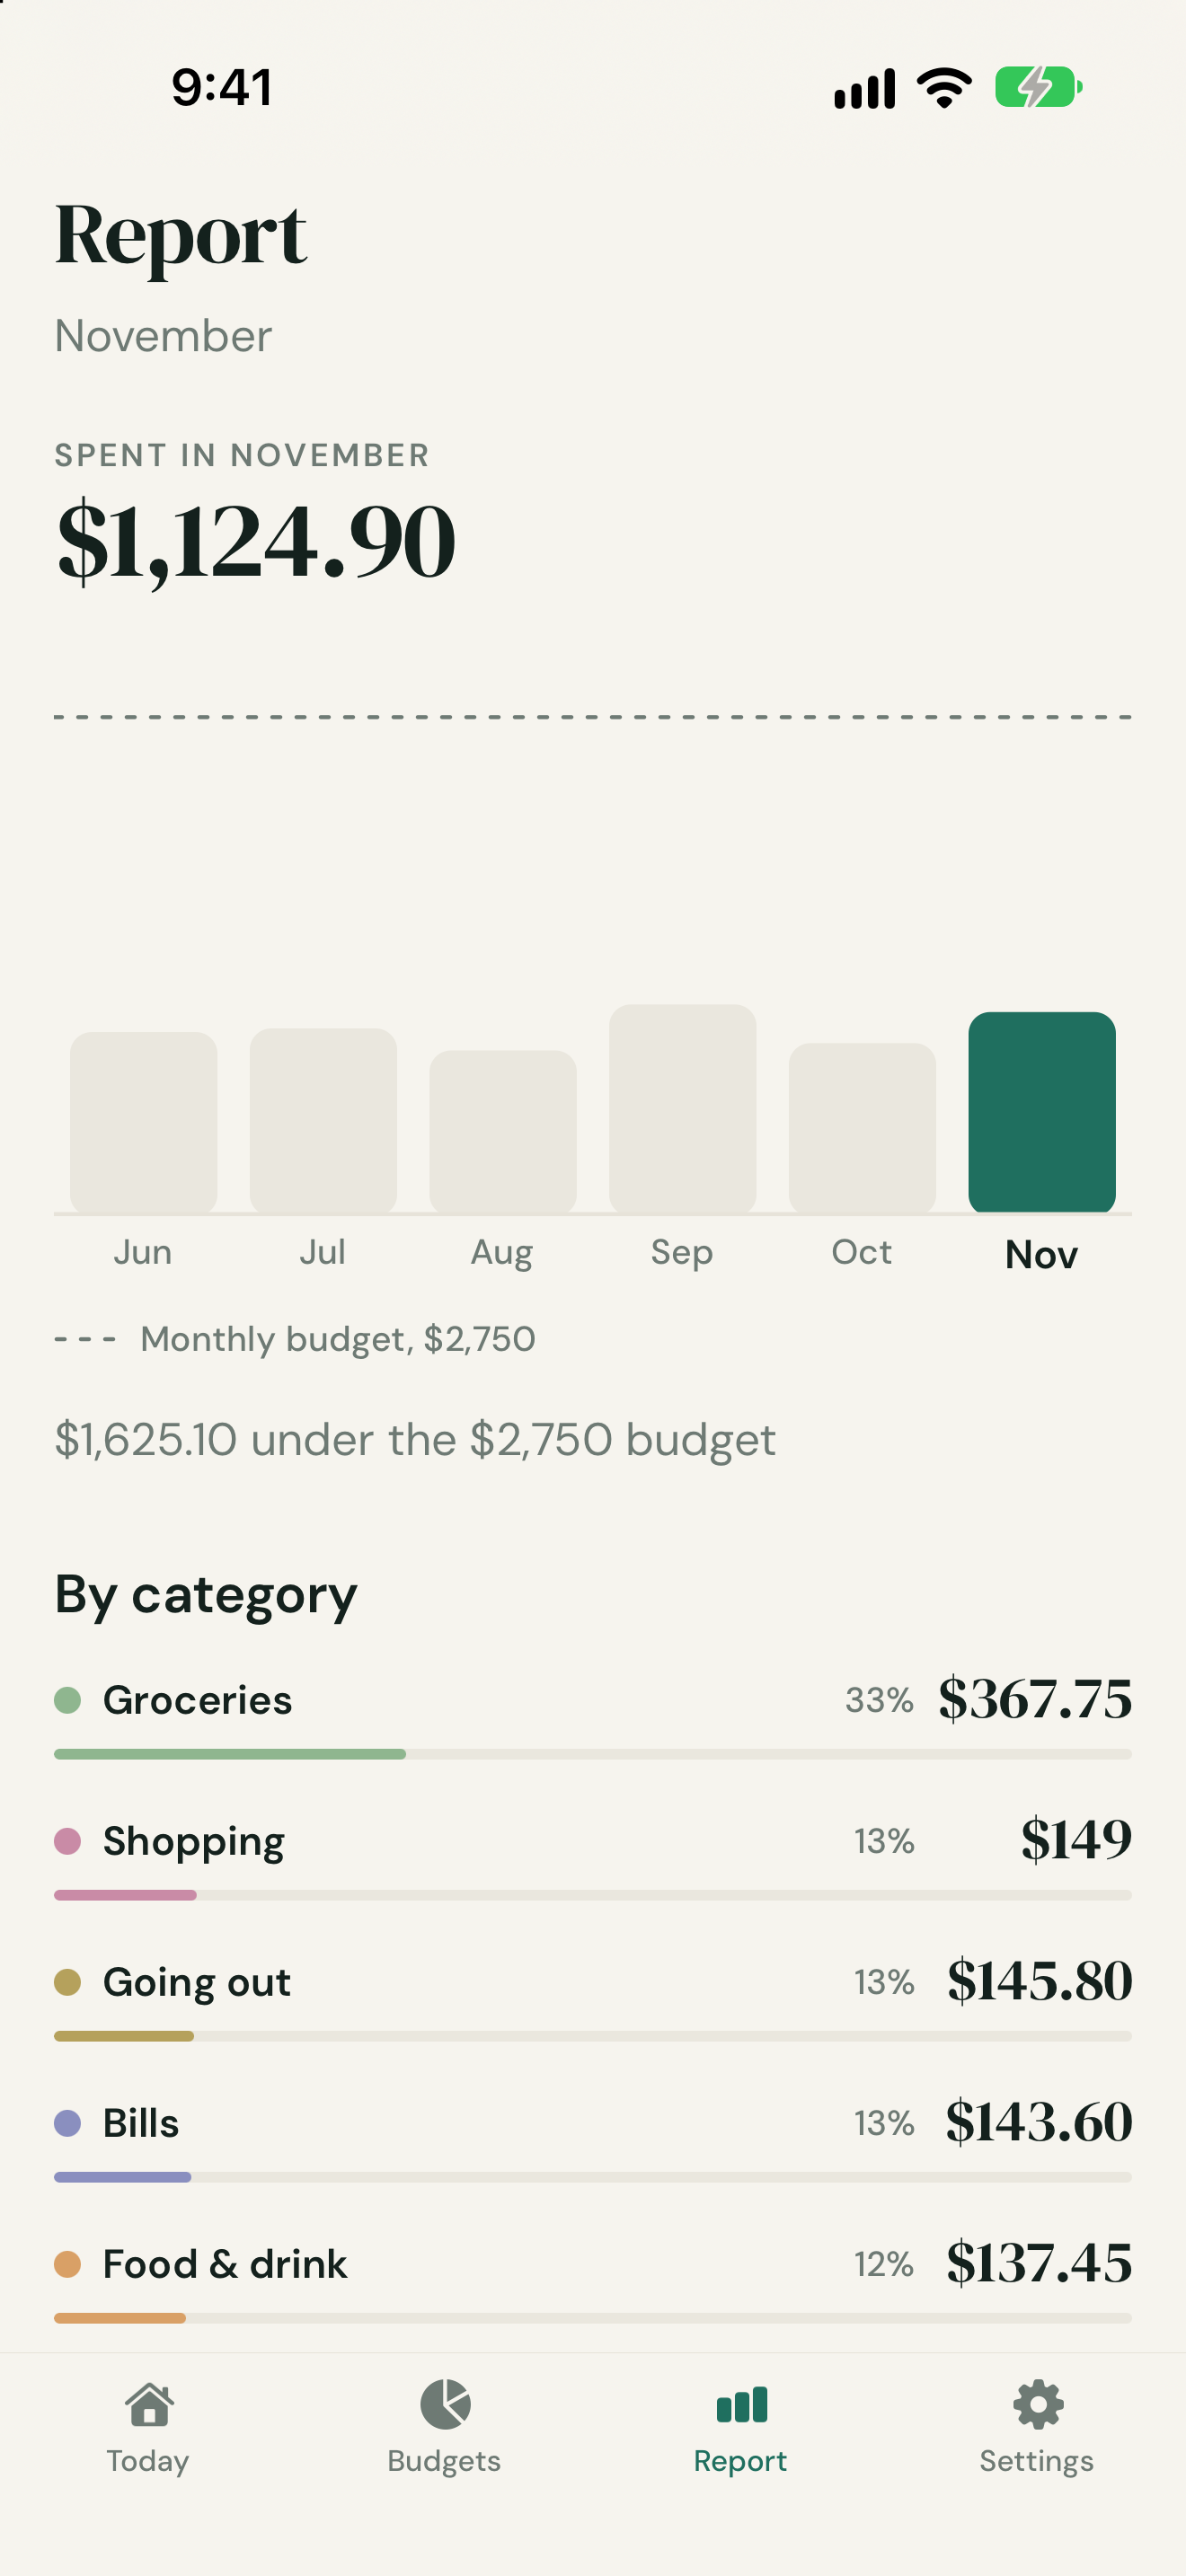 9:41
Report
November
SPENT IN NOVEMBER
$1,124.90
Jun Jul Aug Sep Oct Nov
Monthly budget, $2,750
$1,625.10 under the $2,750 budget
By category
Groceries 33% $367.75
Shopping 13% $149
Going out 13% $145.80
Bills 13% $143.60
Food & drink 12% $137.45
Today Budgets Report Settings